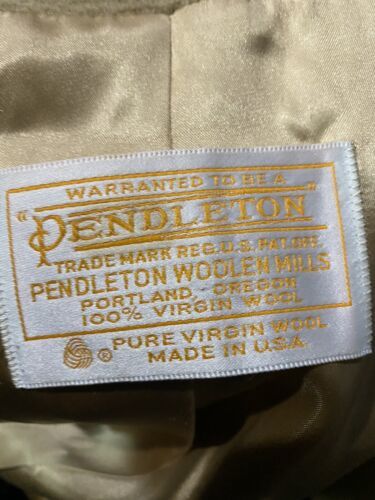 WARRANTED TO BE A
"PENDLETON"
TRADE MARK REG.U.S. PAT.OFF.
PENDLETON WOOLEN MILLS
PORTLAND, OREGON
100% VIRGIN WOOL
® PURE VIRGIN WOOL
MADE IN U.S.A.